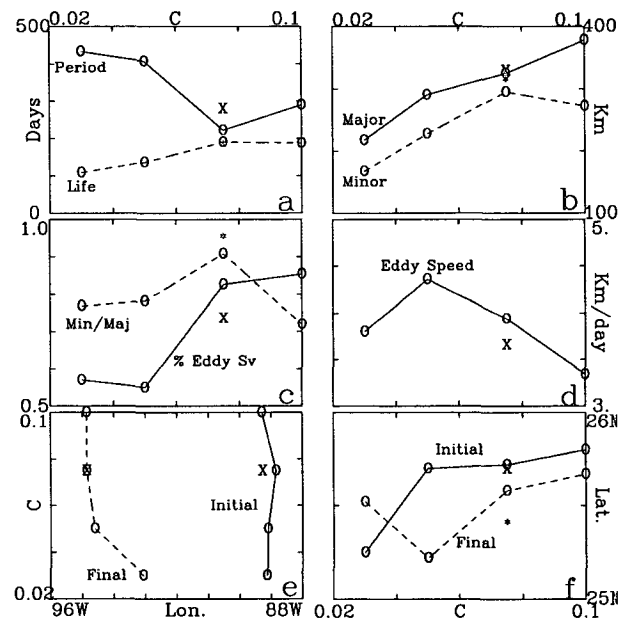 0.02 C 0.1
0.02 C 0.1
500
Period
Days
Life
0
a
400
Km
Major
Minor
100
b
1.0
Min/Maj
% Eddy Sv
0.5
c
5.
Eddy Speed
Km/day
3.
d
0.1
C
Initial
Final
0.02
e
96W Lon. 88W
26N
Initial
Lat.
Final
25N
f
0.02 C 0.1